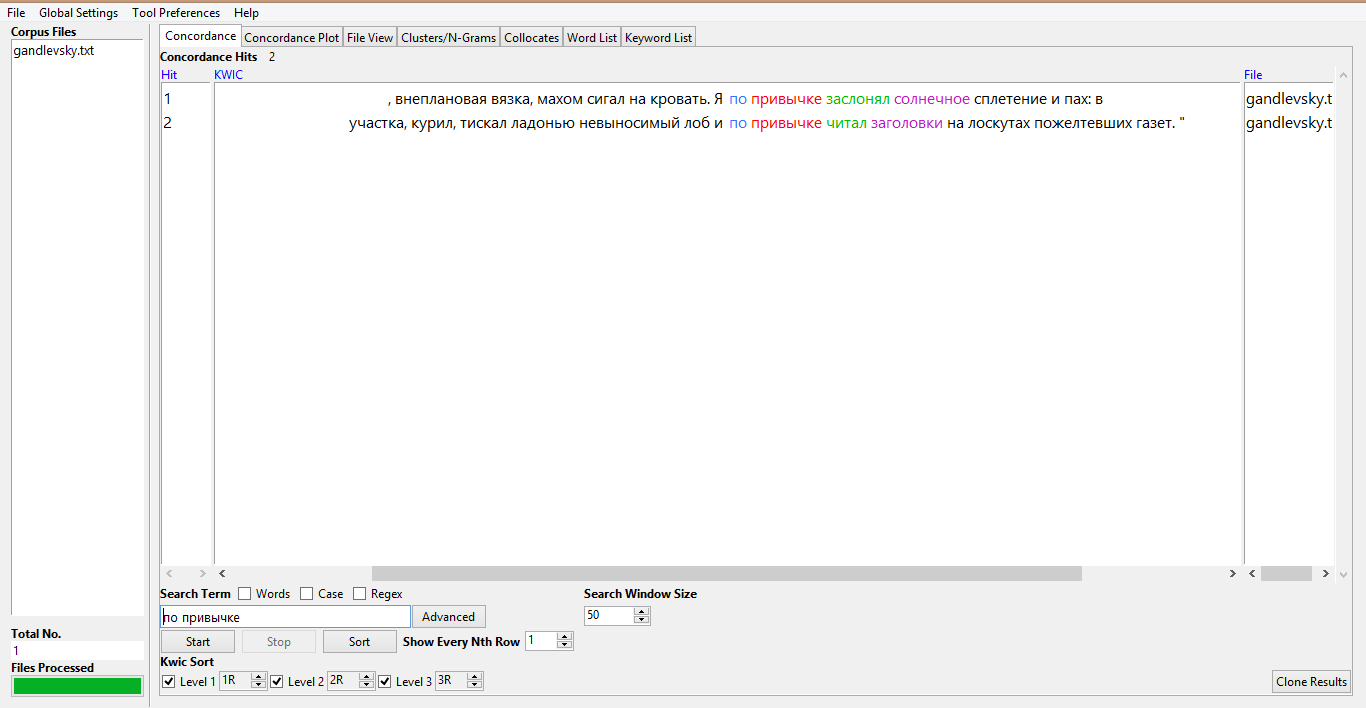 File Global Settings Tool Preferences Help
Corpus Files
gandlevsky.txt
Concordance Concordance Plot File View Clusters/N-Grams Collocates Word List Keyword List
Concordance Hits 2
Hit KWIC File
1 , внеплановая вязка, махом сигал на кровать. Я по привычке заслонял солнечное сплетение и пах: в gandlevsky.t
2 участка, курил, тискал ладонью невыносимый лоб и по привычке читал заголовки на лоскутах пожелтевших газет. " gandlevsky.t
Search Term Words Case Regex Search Window Size
по привычке Advanced 50
Start Stop Sort Show Every Nth Row 1
Kwic Sort
Level 1 1R Level 2 2R Level 3 3R
Clone Results
Total No.
1
Files Processed